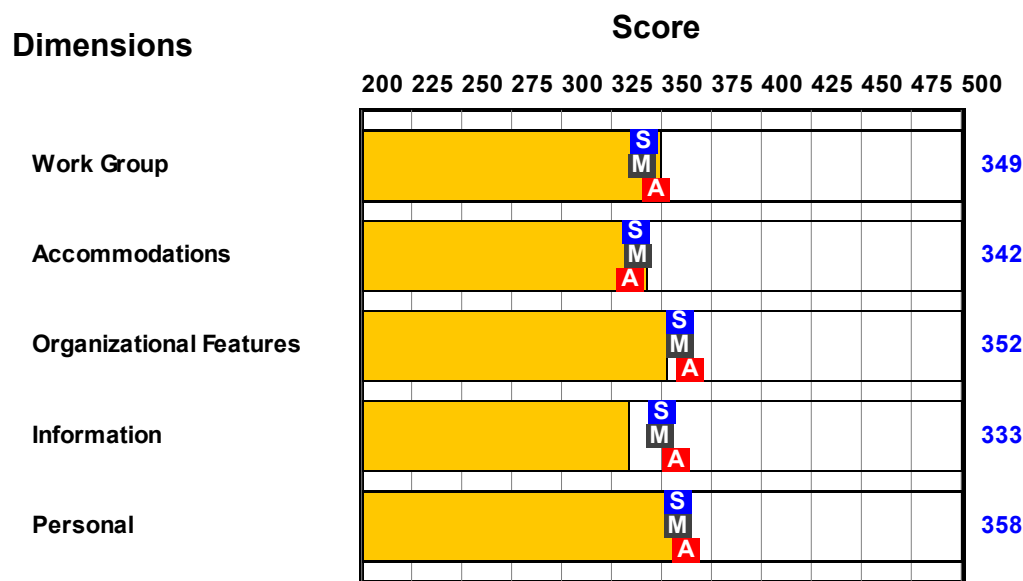 Score
Dimensions
200 225 250 275 300 325 350 375 400 425 450 475 500
S
Work Group M 349
A
S
Accommodations M 342
A
S
Organizational Features M 352
A
S
Information M 333
A
S
Personal M 358
A